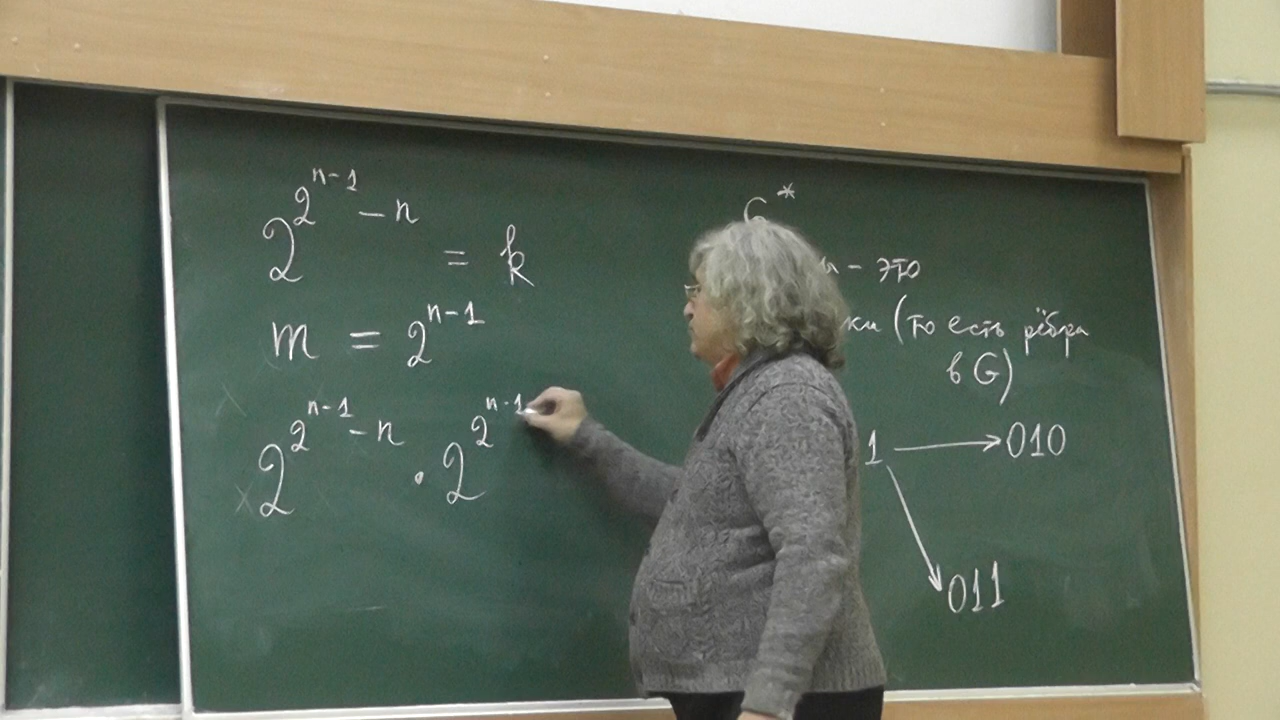 2^{2^{n-1}-n} = k
m = 2^{n-1}
2^{2^{n-1}-n} · 2^{2^{n-1}}
G*
- это
(то есть рёбра
в G)
1 → 010
011